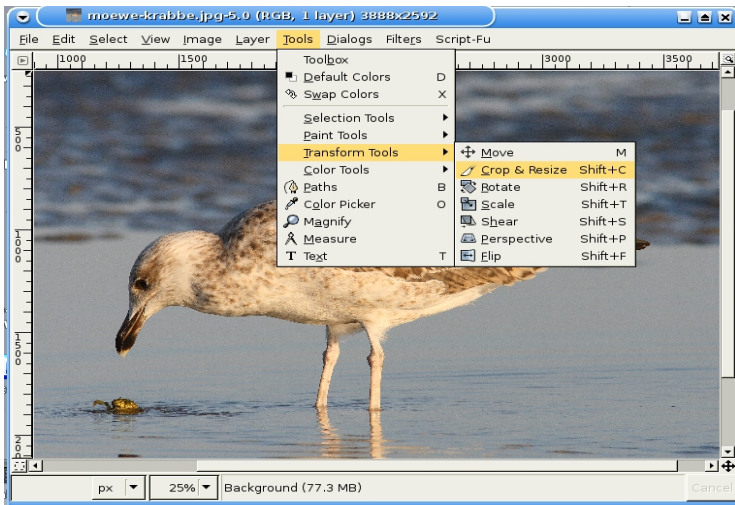 moewe-krabbe.jpg-5.0 (RGB, 1 layer) 3888x2592
File Edit Select View Image Layer Tools Dialogs Filters Script-Fu
1000 1500 3000 3500
Toolbox
Default Colors D
Swap Colors X
Selection Tools
Paint Tools
Transform Tools
Color Tools
Paths B
Color Picker O
Magnify
Measure
Text T
Move M
Crop & Resize Shift+C
Rotate Shift+R
Scale Shift+T
Shear Shift+S
Perspective Shift+P
Flip Shift+F
500
1000
1500
px 25% Background (77.3 MB) Cancel